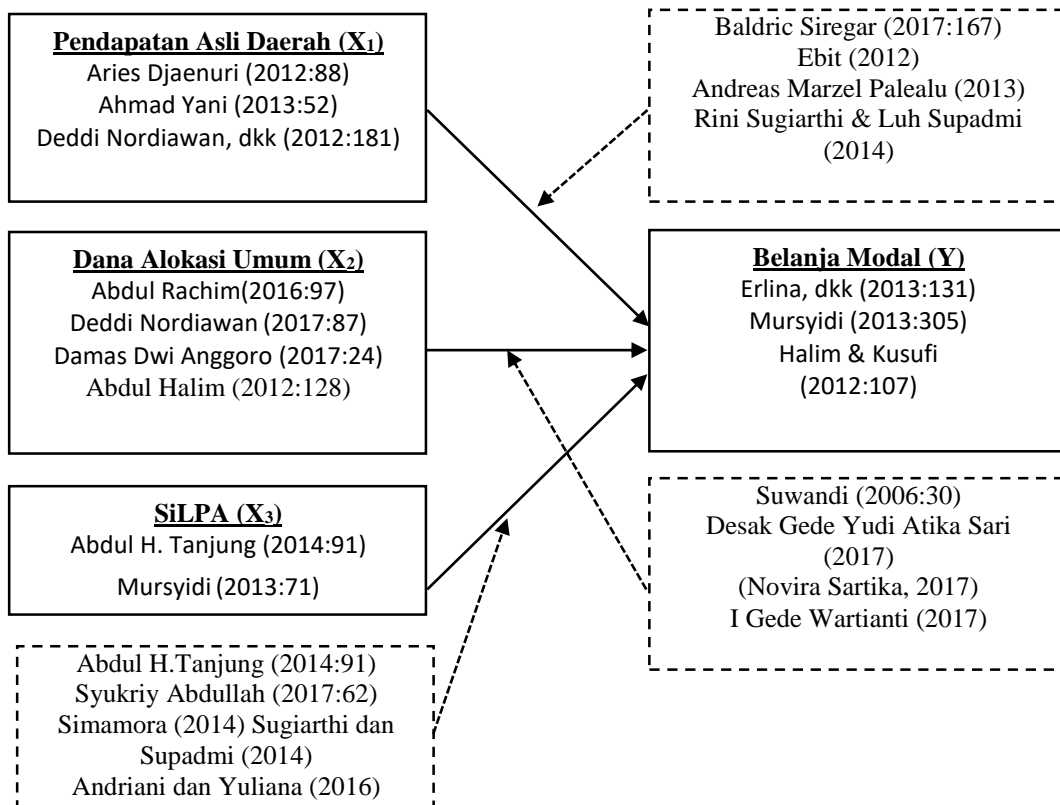 Pendapatan Asli Daerah (X1)
Aries Djaenuri (2012:88)
Ahmad Yani (2013:52)
Deddi Nordiawan, dkk (2012:181)
Baldric Siregar (2017:167)
Ebit (2012)
Andreas Marzel Palealu (2013)
Rini Sugiarthi & Luh Supadmi
(2014)
Dana Alokasi Umum (X2)
Abdul Rachim(2016:97)
Deddi Nordiawan (2017:87)
Damas Dwi Anggoro (2017:24)
Abdul Halim (2012:128)
Belanja Modal (Y)
Erlina, dkk (2013:131)
Mursyidi (2013:305)
Halim & Kusufi
(2012:107)
SiLPA (X3)
Abdul H. Tanjung (2014:91)
Mursyidi (2013:71)
Suwandi (2006:30)
Desak Gede Yudi Atika Sari
(2017)
(Novira Sartika, 2017)
I Gede Wartianti (2017)
Abdul H.Tanjung (2014:91)
Syukriy Abdullah (2017:62)
Simamora (2014) Sugiarthi dan
Supadmi (2014)
Andriani dan Yuliana (2016)